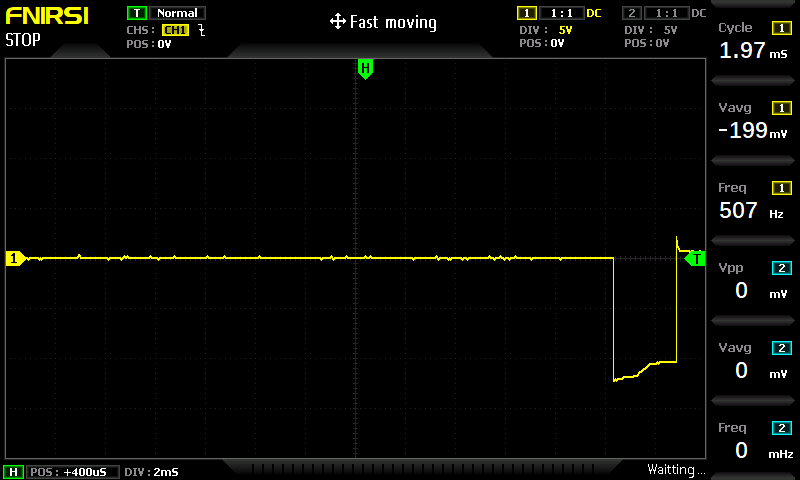 FNIRSI
STOP
T Normal
CHS: CH1
POS: 0V
Fast moving
1 1:1 DC
DIV: 5V
POS: 0V
2 1:1 DC
DIV: 5V
POS: 0V
H
1
T
Cycle 1
1.97 mS
Vavg 1
-199 mV
Freq 1
507 Hz
Vpp 2
0 mV
Vavg 2
0 mV
Freq 2
0 mHz
H POS: +400uS DIV: 2mS
Waitting...